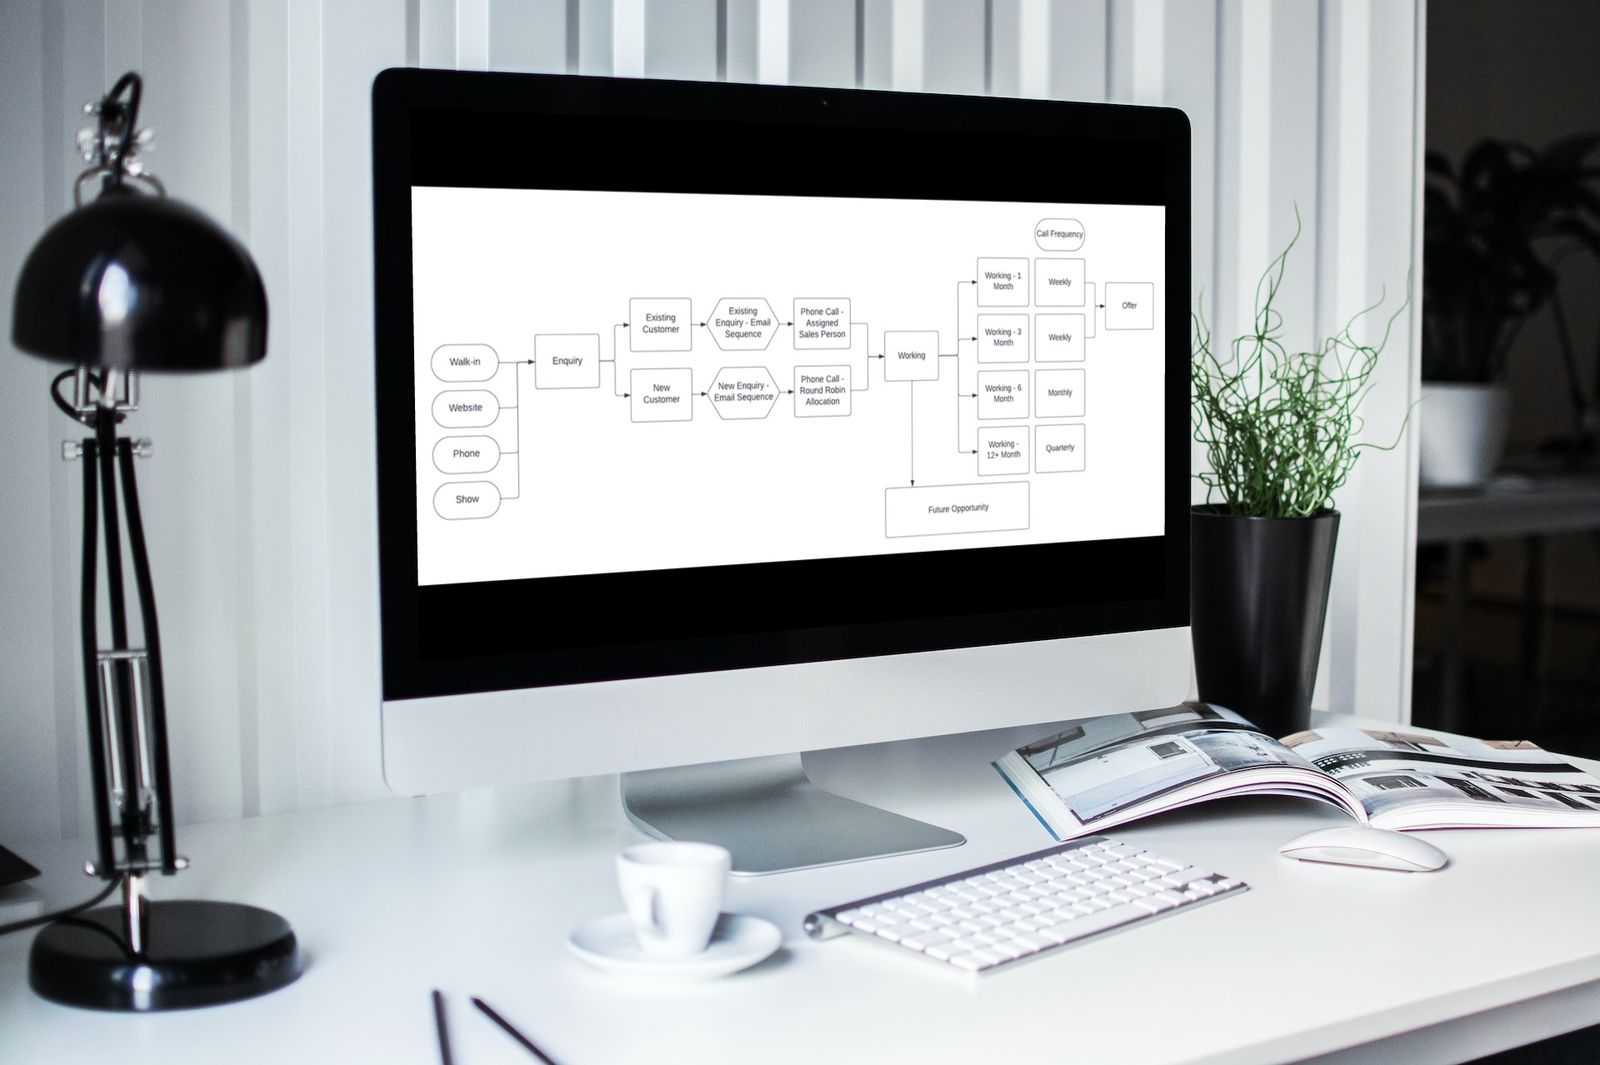 Walk-in
Website
Phone
Show
Enquiry
Existing
Customer
New
Customer
Existing
Enquiry - Email
Sequence
New Enquiry -
Email Sequence
Phone Call -
Assigned
Sales Person
Phone Call -
Round Robin
Allocation
Working
Future Opportunity
Call Frequency
Working - 1
Month
Weekly
Working - 3
Month
Weekly
Working - 6
Month
Monthly
Working -
12+ Month
Quarterly
Offer